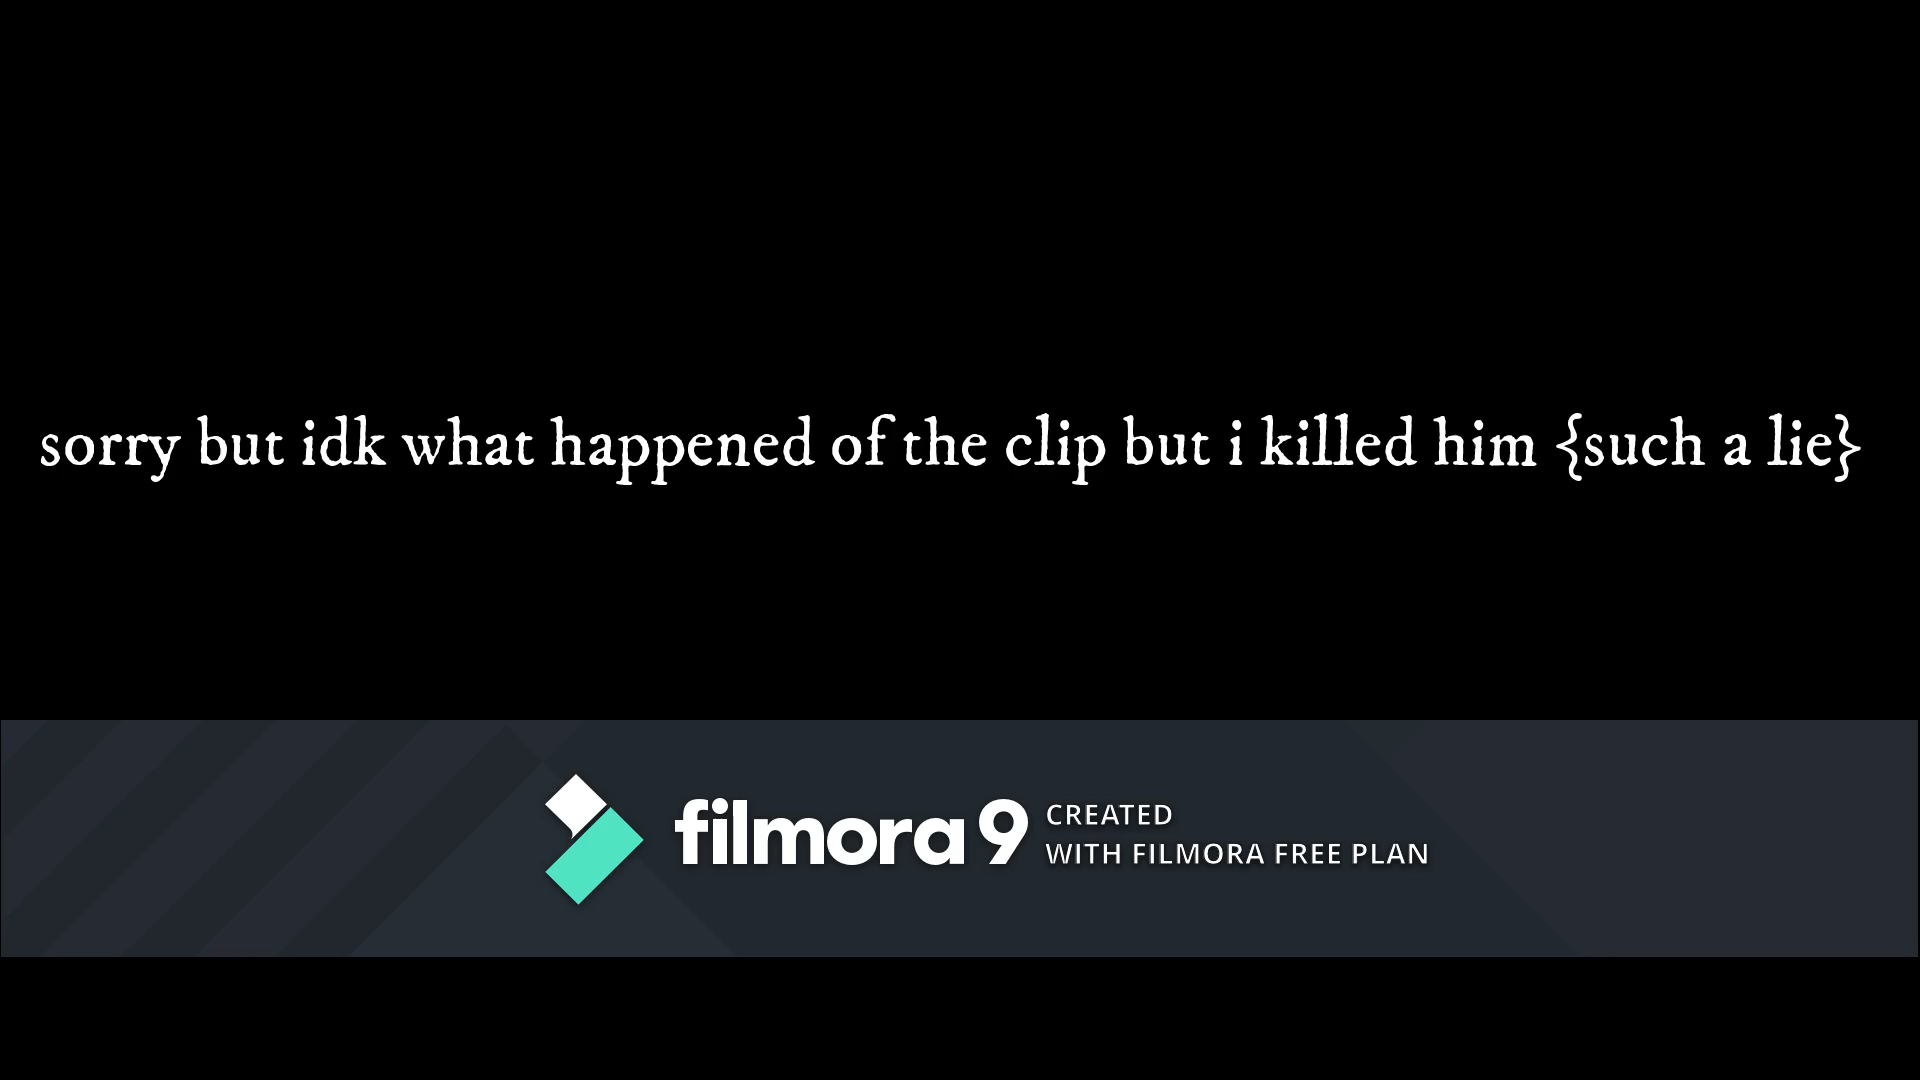 sorry but idk what happened of the clip but i killed him {such a lie}
filmora 9
CREATED
WITH FILMORA FREE PLAN